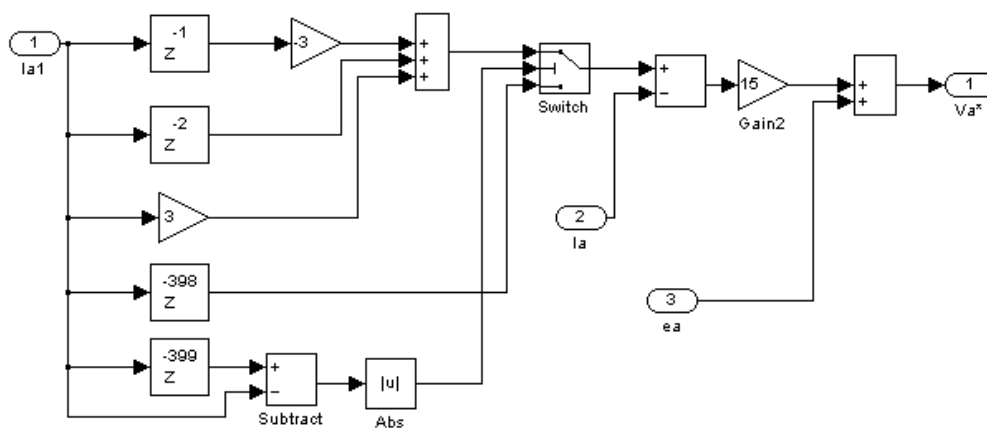 1
Ia1
-1
Z
-3
+
+
+
-2
Z
3
-398
Z
-399
Z
+
−
Subtract
|u|
Abs
Switch
+
−
15
Gain2
+
+
1
Va*
2
Ia
3
ea